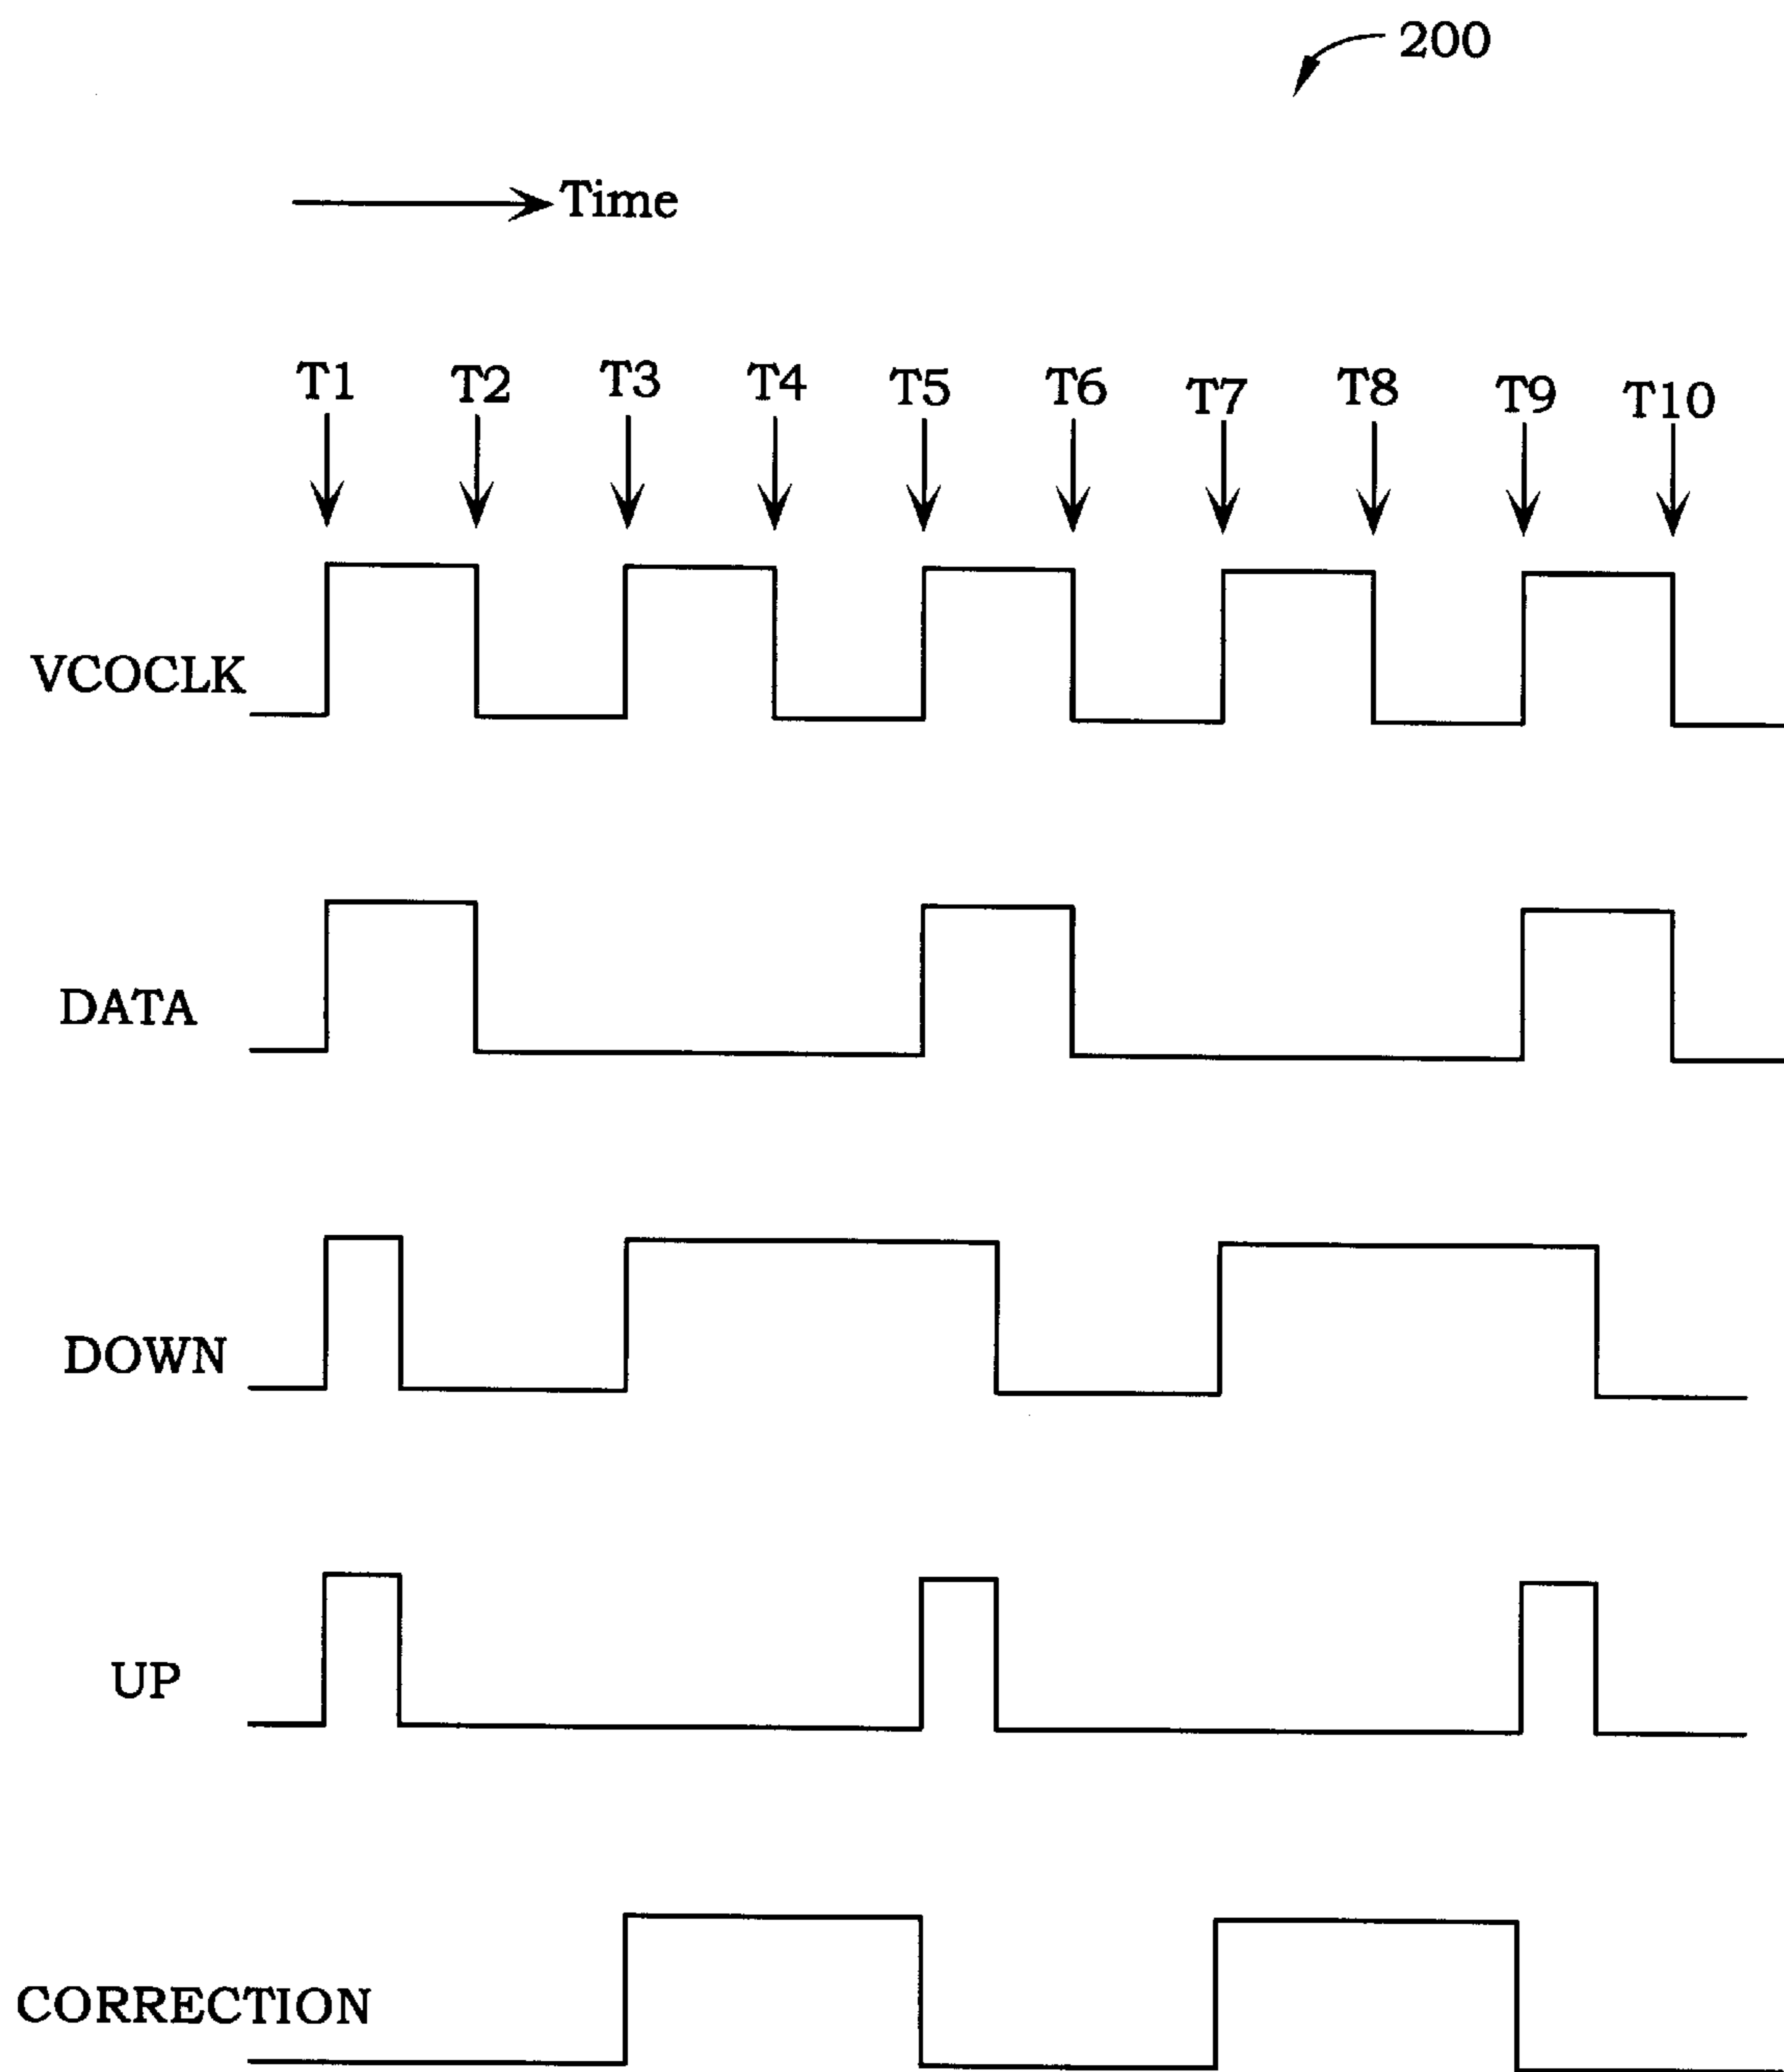 200
Time
T1 T2 T3 T4 T5 T6 T7 T8 T9 T10
VCOCLK
DATA
DOWN
UP
CORRECTION